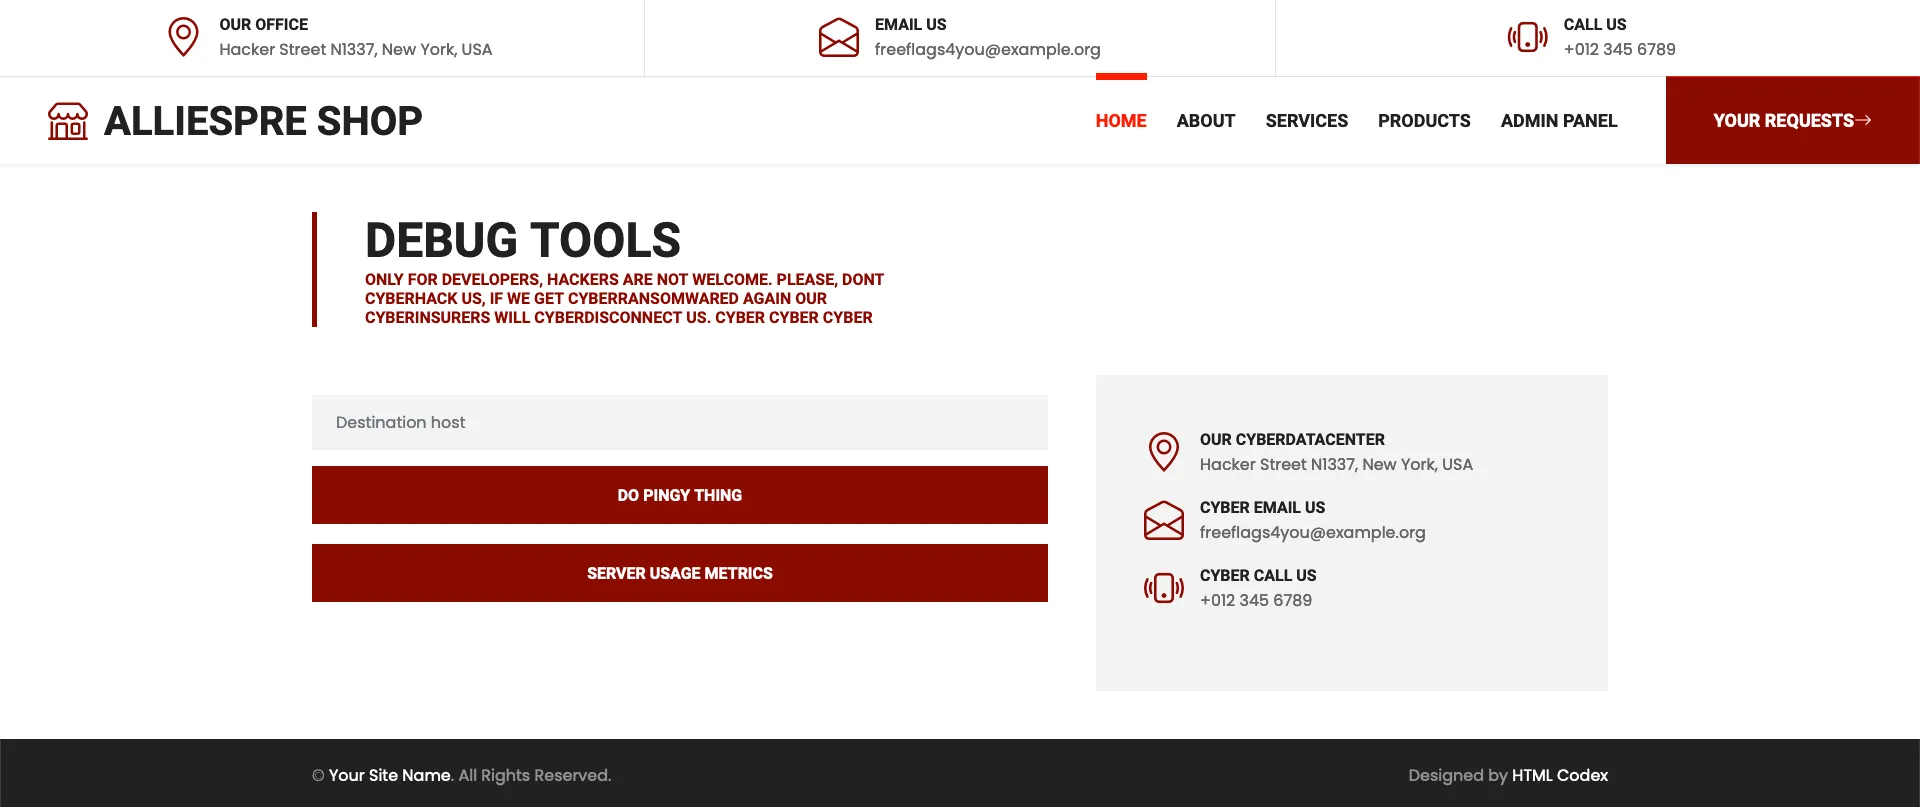 OUR OFFICE
Hacker Street N1337, New York, USA
EMAIL US
freeflags4you@example.org
CALL US
+012 345 6789
ALLIESPRE SHOP
HOME
ABOUT
SERVICES
PRODUCTS
ADMIN PANEL
YOUR REQUESTS
DEBUG TOOLS
ONLY FOR DEVELOPERS, HACKERS ARE NOT WELCOME. PLEASE, DONT
CYBERHACK US, IF WE GET CYBERRANSOMWARED AGAIN OUR
CYBERINSURERS WILL CYBERDISCONNECT US. CYBER CYBER CYBER
Destination host
DO PINGY THING
SERVER USAGE METRICS
OUR CYBERDATACENTER
Hacker Street N1337, New York, USA
CYBER EMAIL US
freeflags4you@example.org
CYBER CALL US
+012 345 6789
© Your Site Name. All Rights Reserved.
Designed by HTML Codex